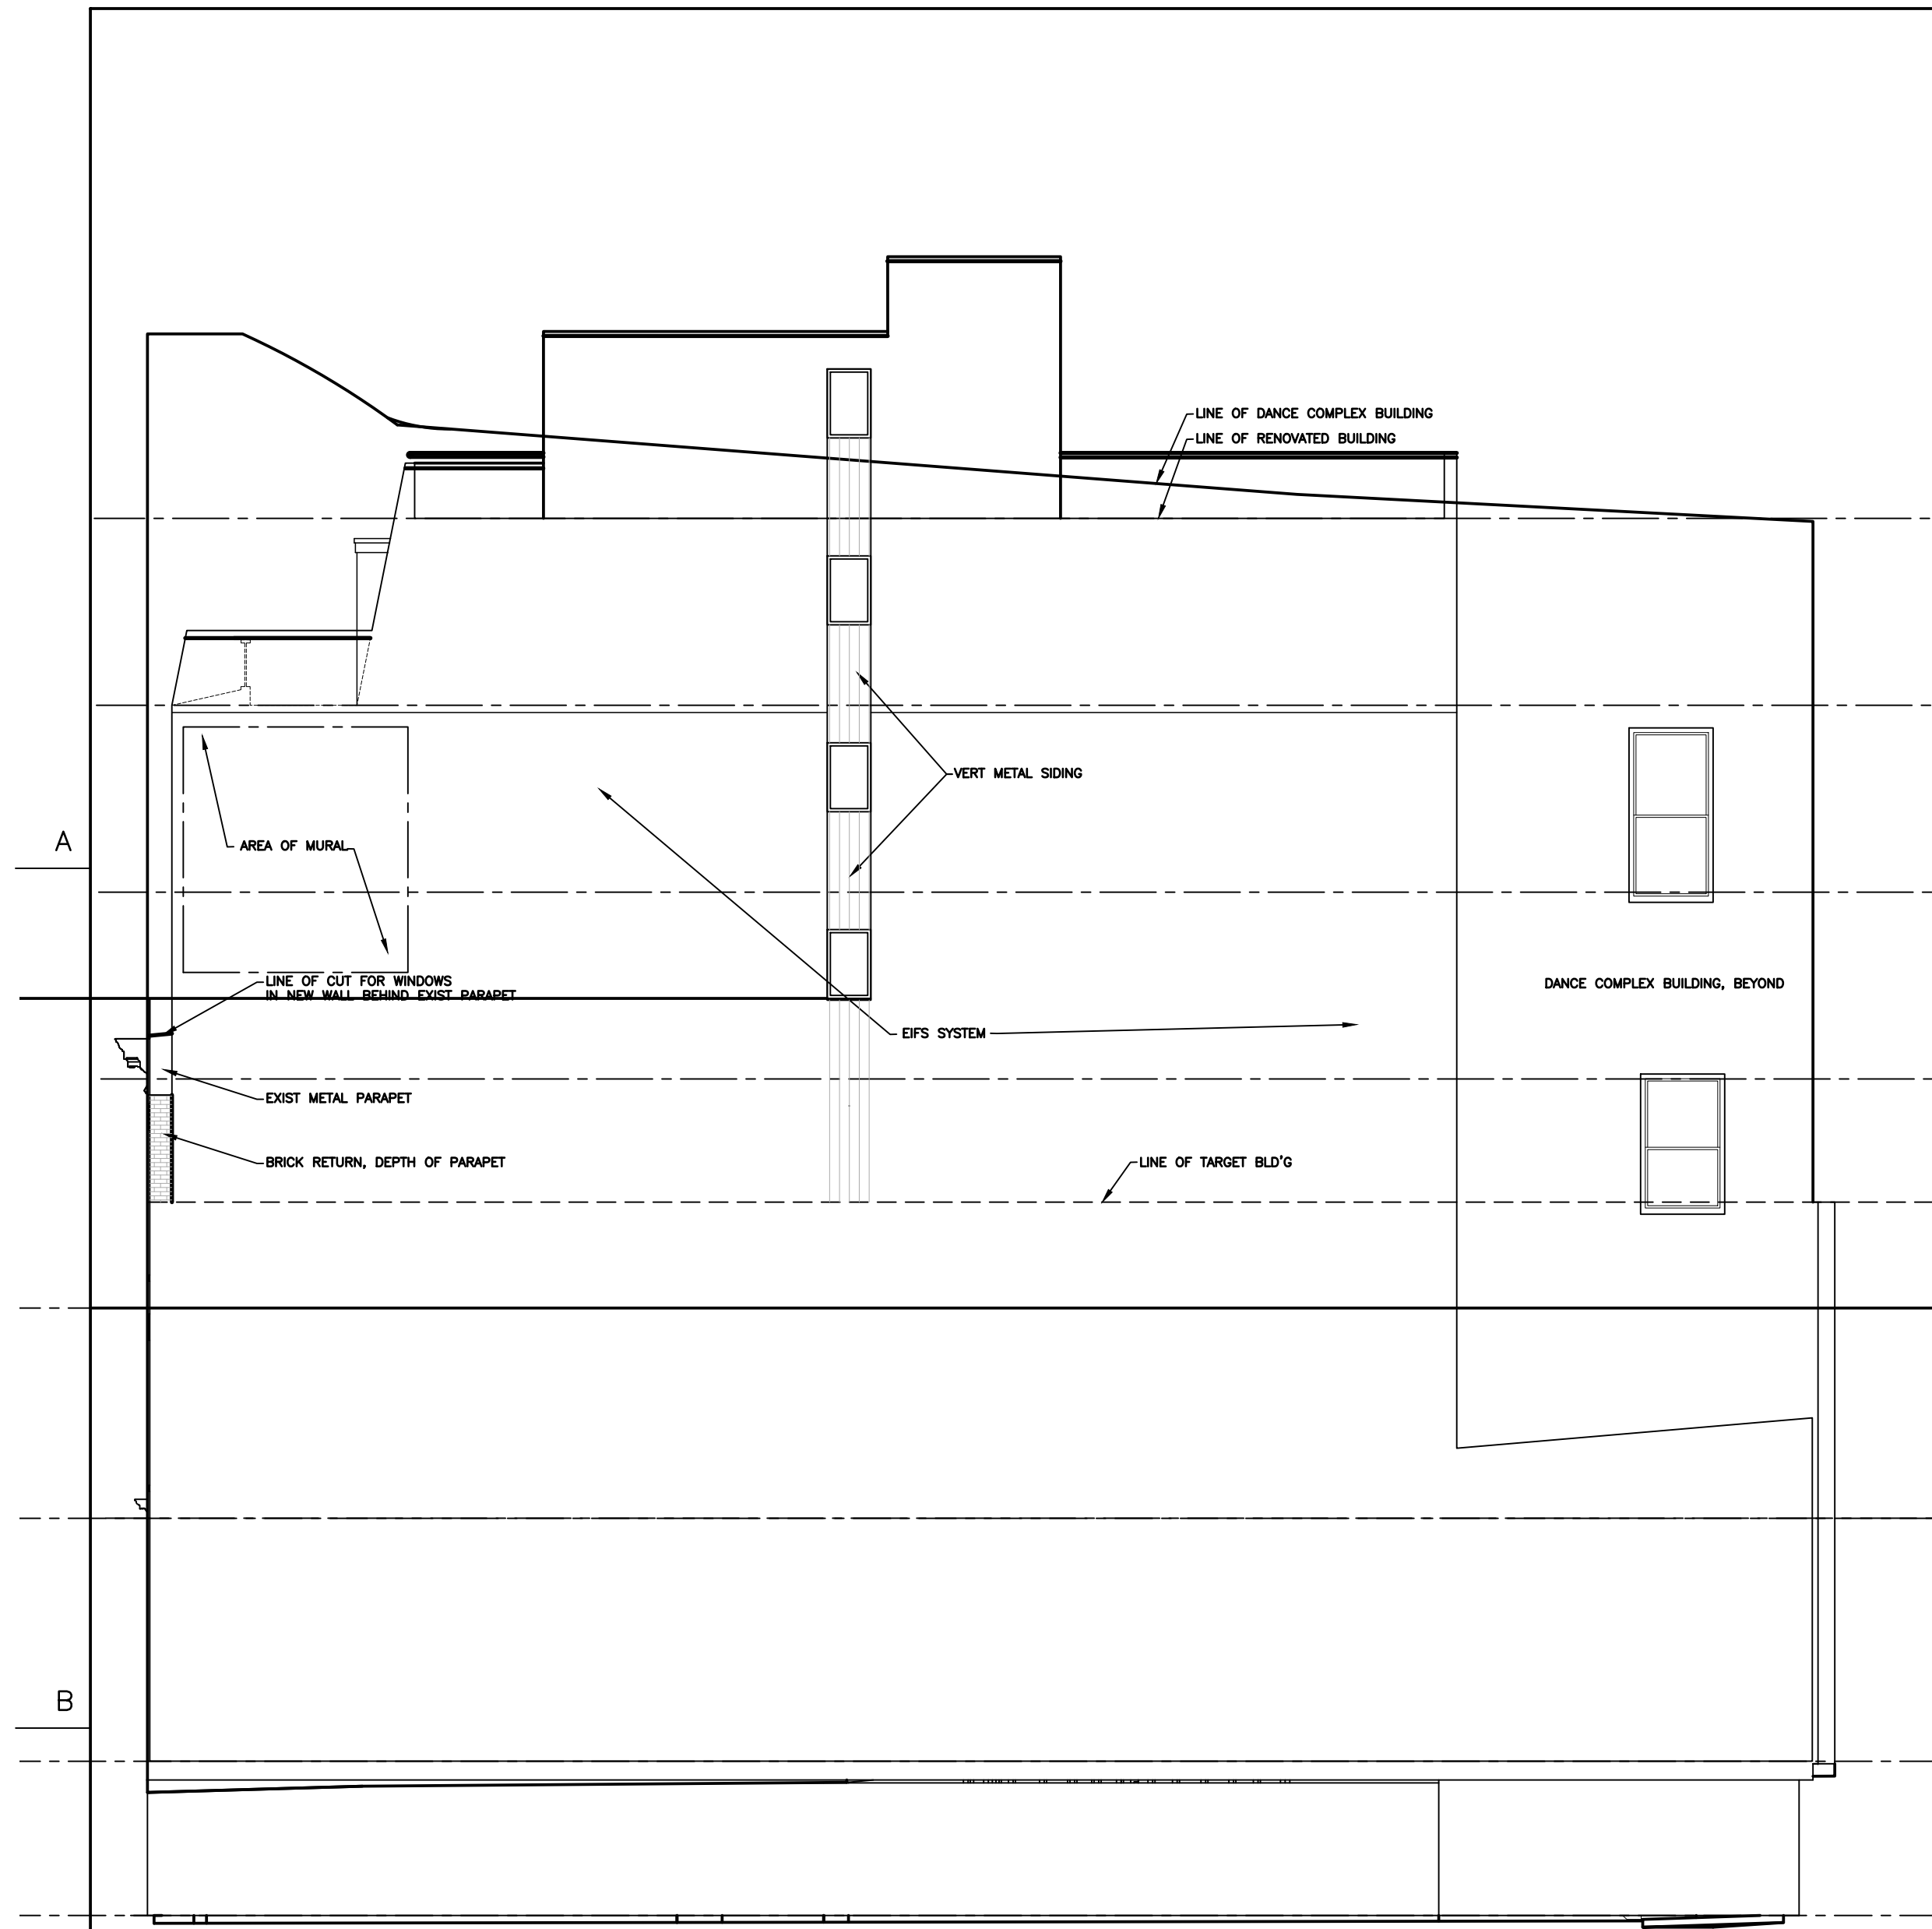 LINE OF DANCE COMPLEX BUILDING
LINE OF RENOVATED BUILDING
VERT METAL SIDING
A
AREA OF MURAL
LINE OF CUT FOR WINDOWS
IN NEW WALL BEHIND EXIST PARAPET
DANCE COMPLEX BUILDING, BEYOND
EIFS SYSTEM
EXIST METAL PARAPET
BRICK RETURN, DEPTH OF PARAPET
LINE OF TARGET BLD'G
B